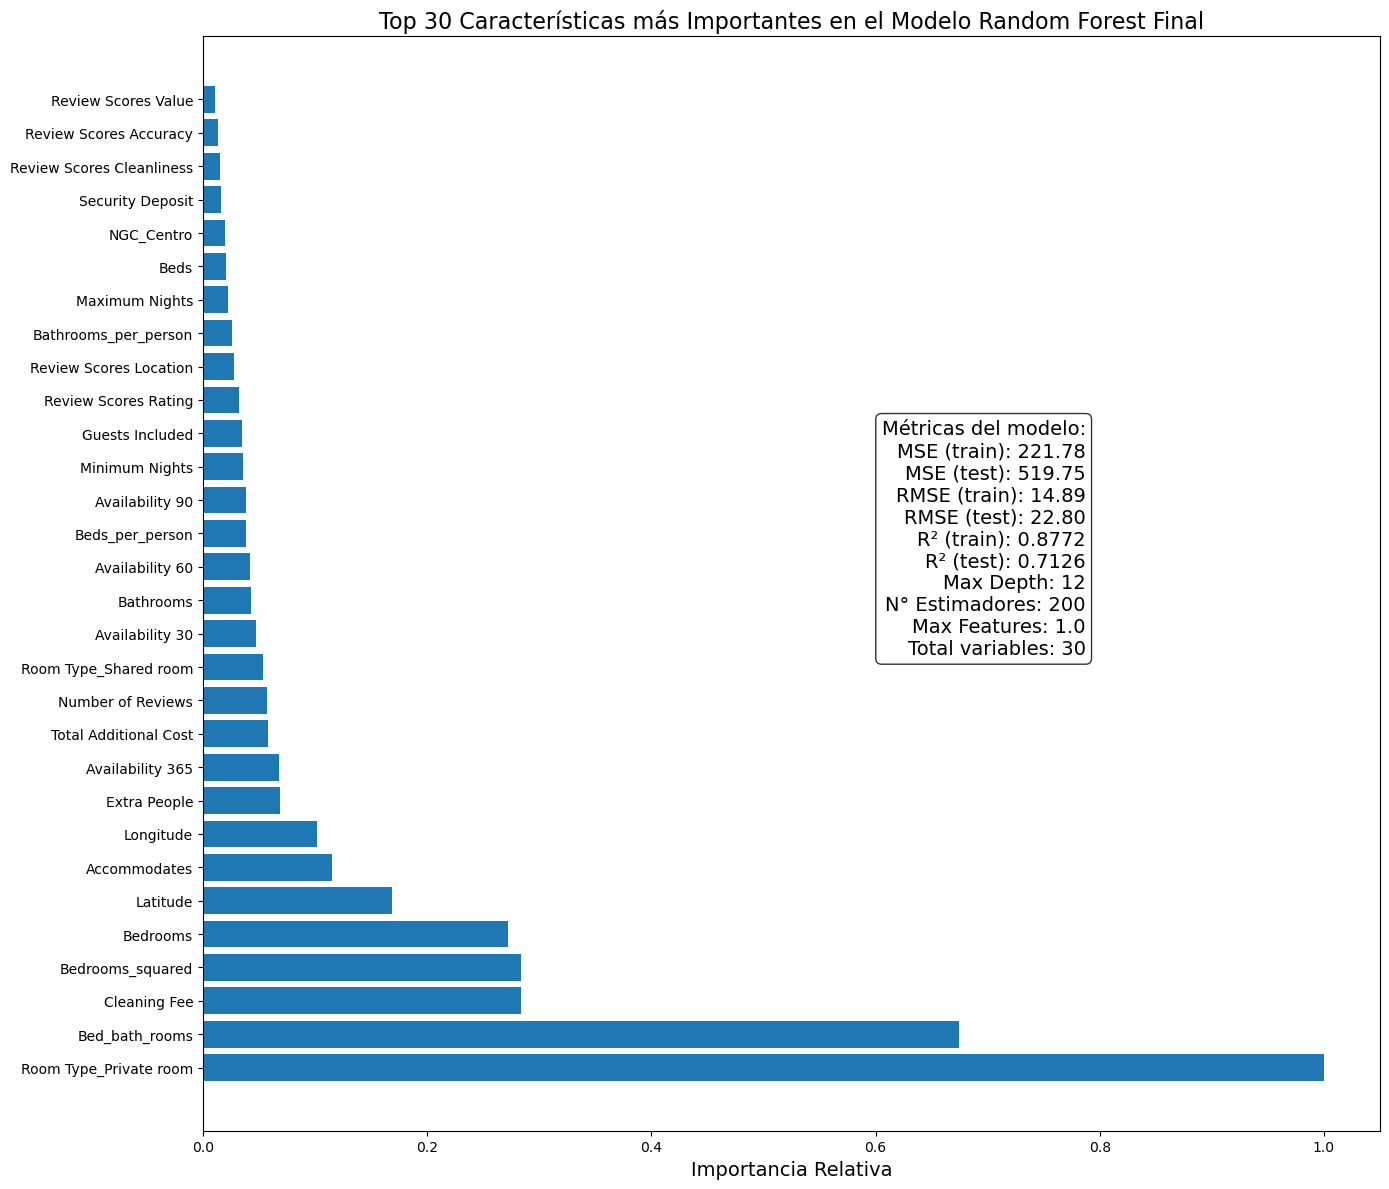 Top 30 Características más Importantes en el Modelo Random Forest Final
Review Scores Value
Review Scores Accuracy
Review Scores Cleanliness
Security Deposit
NGC_Centro
Beds
Maximum Nights
Bathrooms_per_person
Review Scores Location
Review Scores Rating
Guests Included
Minimum Nights
Availability 90
Beds_per_person
Availability 60
Bathrooms
Availability 30
Room Type_Shared room
Number of Reviews
Total Additional Cost
Availability 365
Extra People
Longitude
Accommodates
Latitude
Bedrooms
Bedrooms_squared
Cleaning Fee
Bed_bath_rooms
Room Type_Private room
Métricas del modelo:
MSE (train): 221.78
MSE (test): 519.75
RMSE (train): 14.89
RMSE (test): 22.80
R² (train): 0.8772
R² (test): 0.7126
Max Depth: 12
N° Estimadores: 200
Max Features: 1.0
Total variables: 30
0.0 0.2 0.4 0.6 0.8 1.0
Importancia Relativa